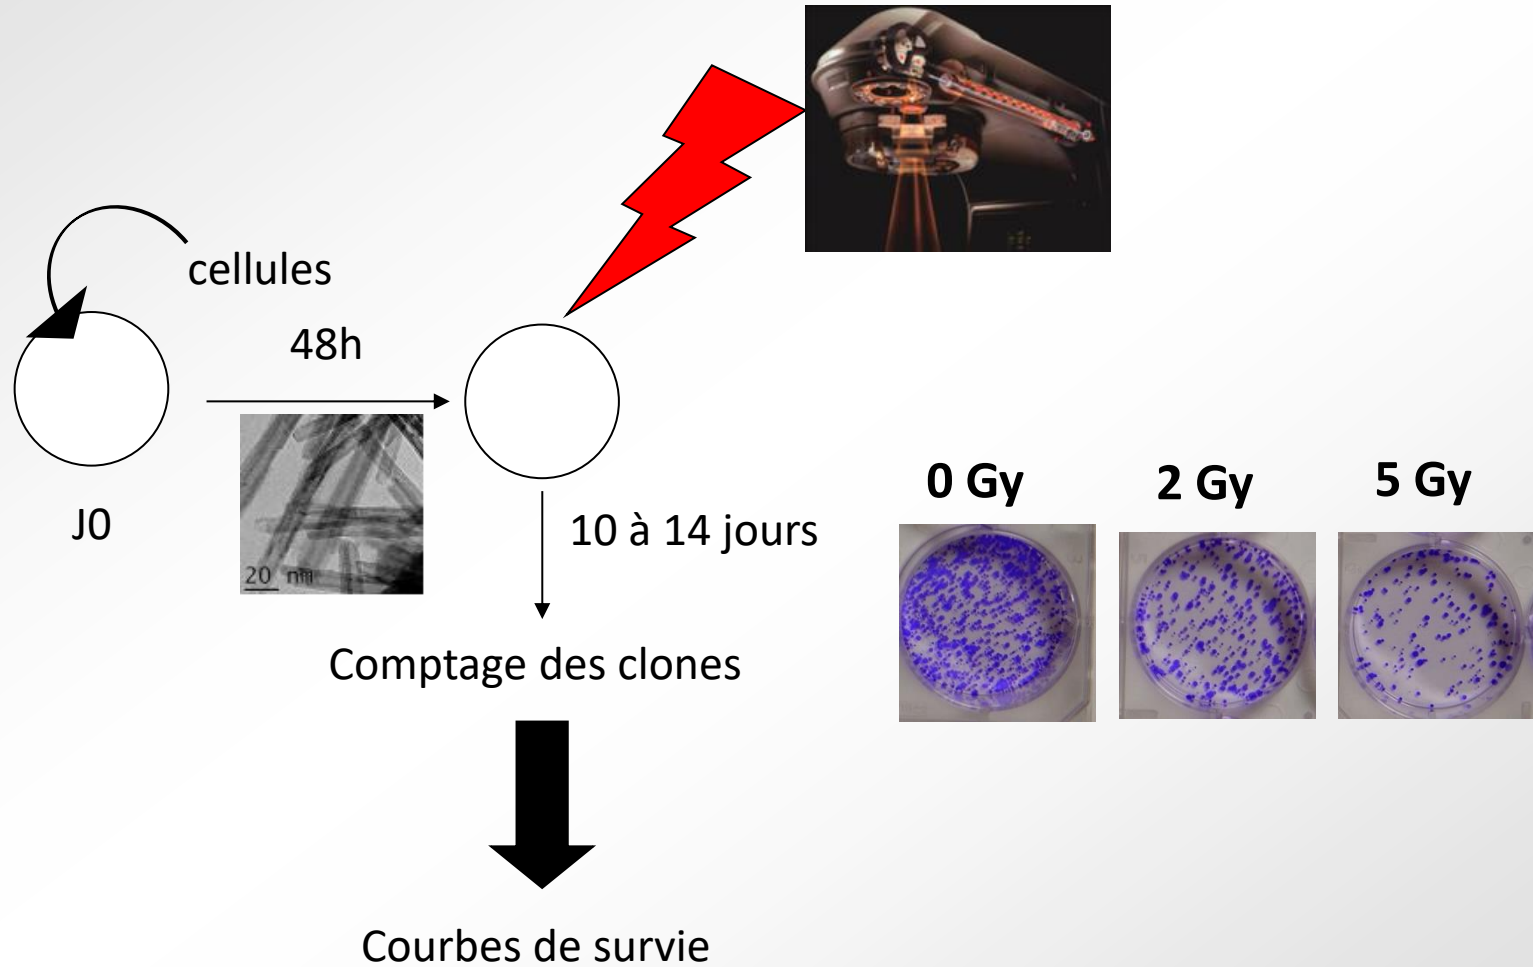 cellules
48h
J0
20 nm
10 à 14 jours
Comptage des clones
Courbes de survie
0 Gy
2 Gy
5 Gy